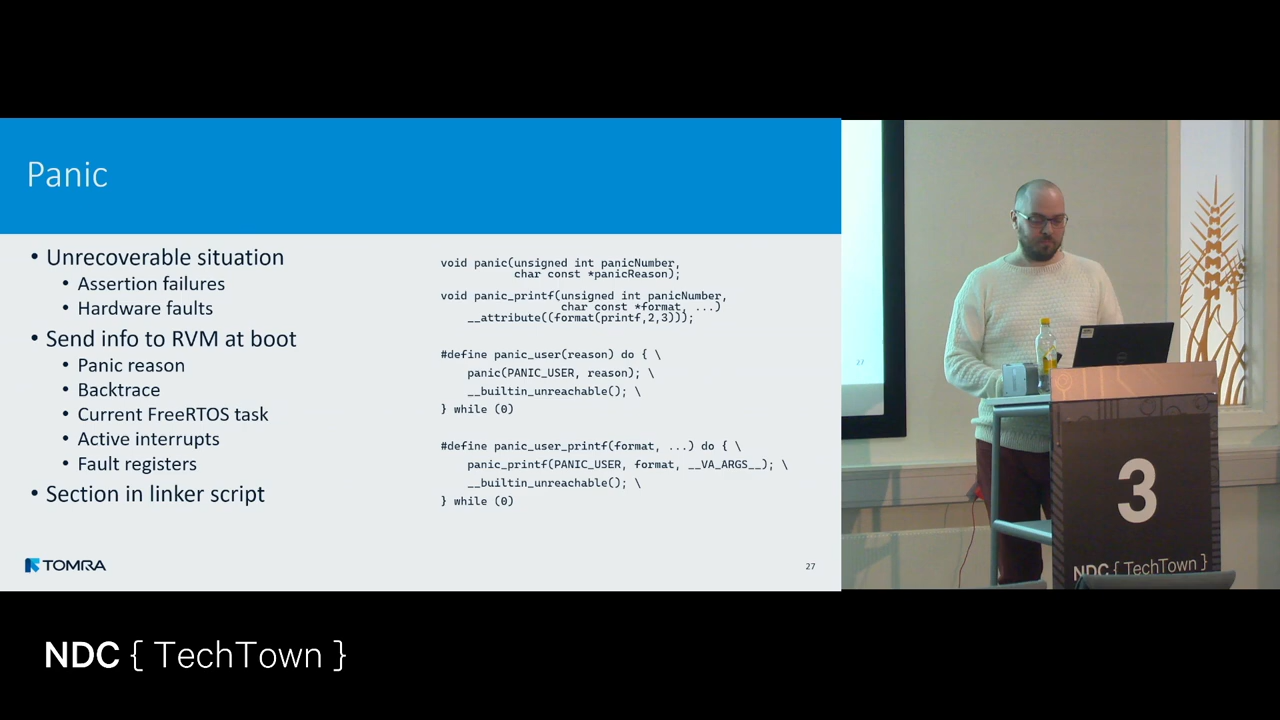 Panic
• Unrecoverable situation
• Assertion failures
• Hardware faults
• Send info to RVM at boot
• Panic reason
• Backtrace
• Current FreeRTOS task
• Active interrupts
• Fault registers
• Section in linker script
void panic(unsigned int panicNumber,
char const *panicReason);
void panic_printf(unsigned int panicNumber,
char const *format, ...)
__attribute((format(printf,2,3)));
#define panic_user(reason) do { \
panic(PANIC_USER, reason); \
__builtin_unreachable(); \
} while (0)
#define panic_user_printf(format, ...) do { \
panic_printf(PANIC_USER, format, __VA_ARGS__); \
__builtin_unreachable(); \
} while (0)
TOMRA
27
27
3
NDC { TechTown }
NDC { TechTown }